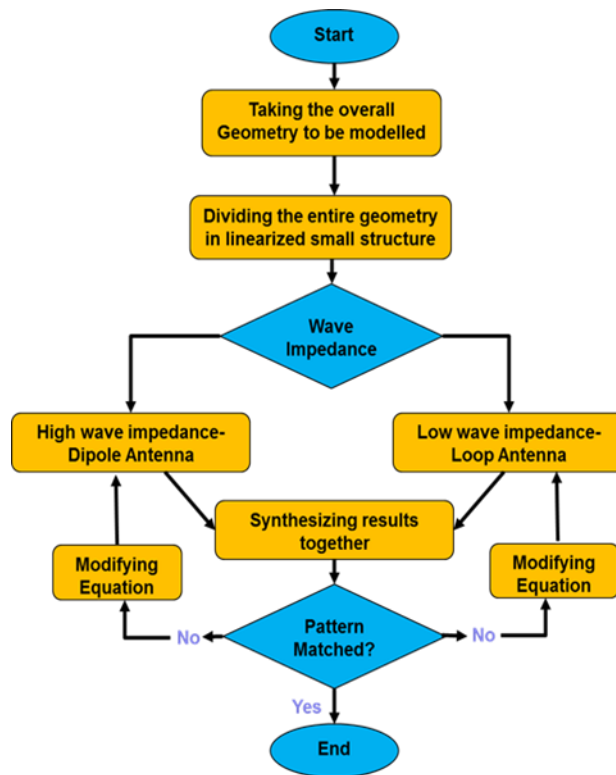 Start
Taking the overall
Geometry to be modelled
Dividing the entire geometry
in linearized small structure
Wave
Impedance
High wave impedance-
Dipole Antenna
Low wave impedance-
Loop Antenna
Synthesizing results
together
Modifying
Equation
Modifying
Equation
Pattern
Matched?
No
No
Yes
End